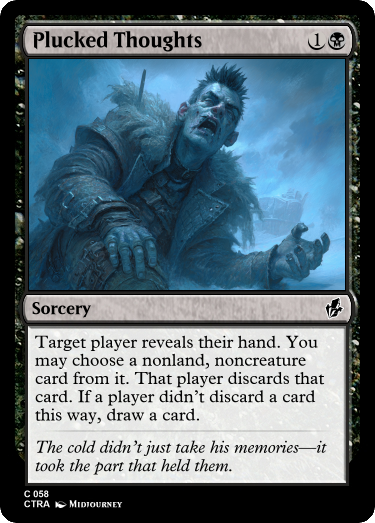 Plucked Thoughts 1
Sorcery
Target player reveals their hand. You
may choose a nonland, noncreature
card from it. That player discards that
card. If a player didn't discard a card
this way, draw a card.
The cold didn't just take his memories—it
took the part that held them.
C 058
CTRA Midjourney